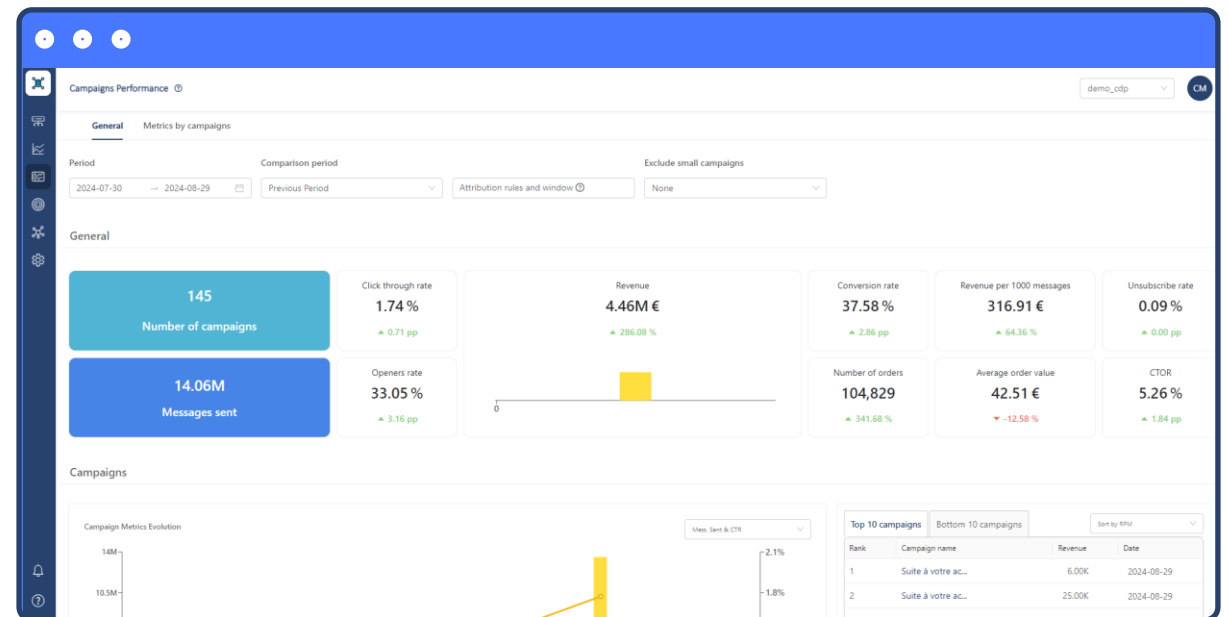 Campaigns Performance
demo_cdp
CM
General
Metrics by campaigns
Period
Comparison period
Exclude small campaigns
2024-07-30 → 2024-08-29
Previous Period
Attribution rules and window
None
General
145
Number of campaigns
Click through rate
1.74 %
0.71 pp
Revenue
4.46M €
286.08 %
0
Conversion rate
37.58 %
2.86 pp
Revenue per 1000 messages
316.91 €
64.36 %
Unsubscribe rate
0.09 %
0.00 pp
14.06M
Messages sent
Openers rate
33.05 %
3.16 pp
Number of orders
104,829
341.68 %
Average order value
42.51 €
-12.58 %
CTOR
5.26 %
1.84 pp
Campaigns
Campaign Metrics Evolution
Mess. Sent & CTR
14M
2.1%
10.5M
1.8%
Top 10 campaigns
Bottom 10 campaigns
Sort by RPM
Rank Campaign name Revenue Date
1 Suite à votre ac... 6.00K 2024-08-29
2 Suite à votre ac... 25.00K 2024-08-29